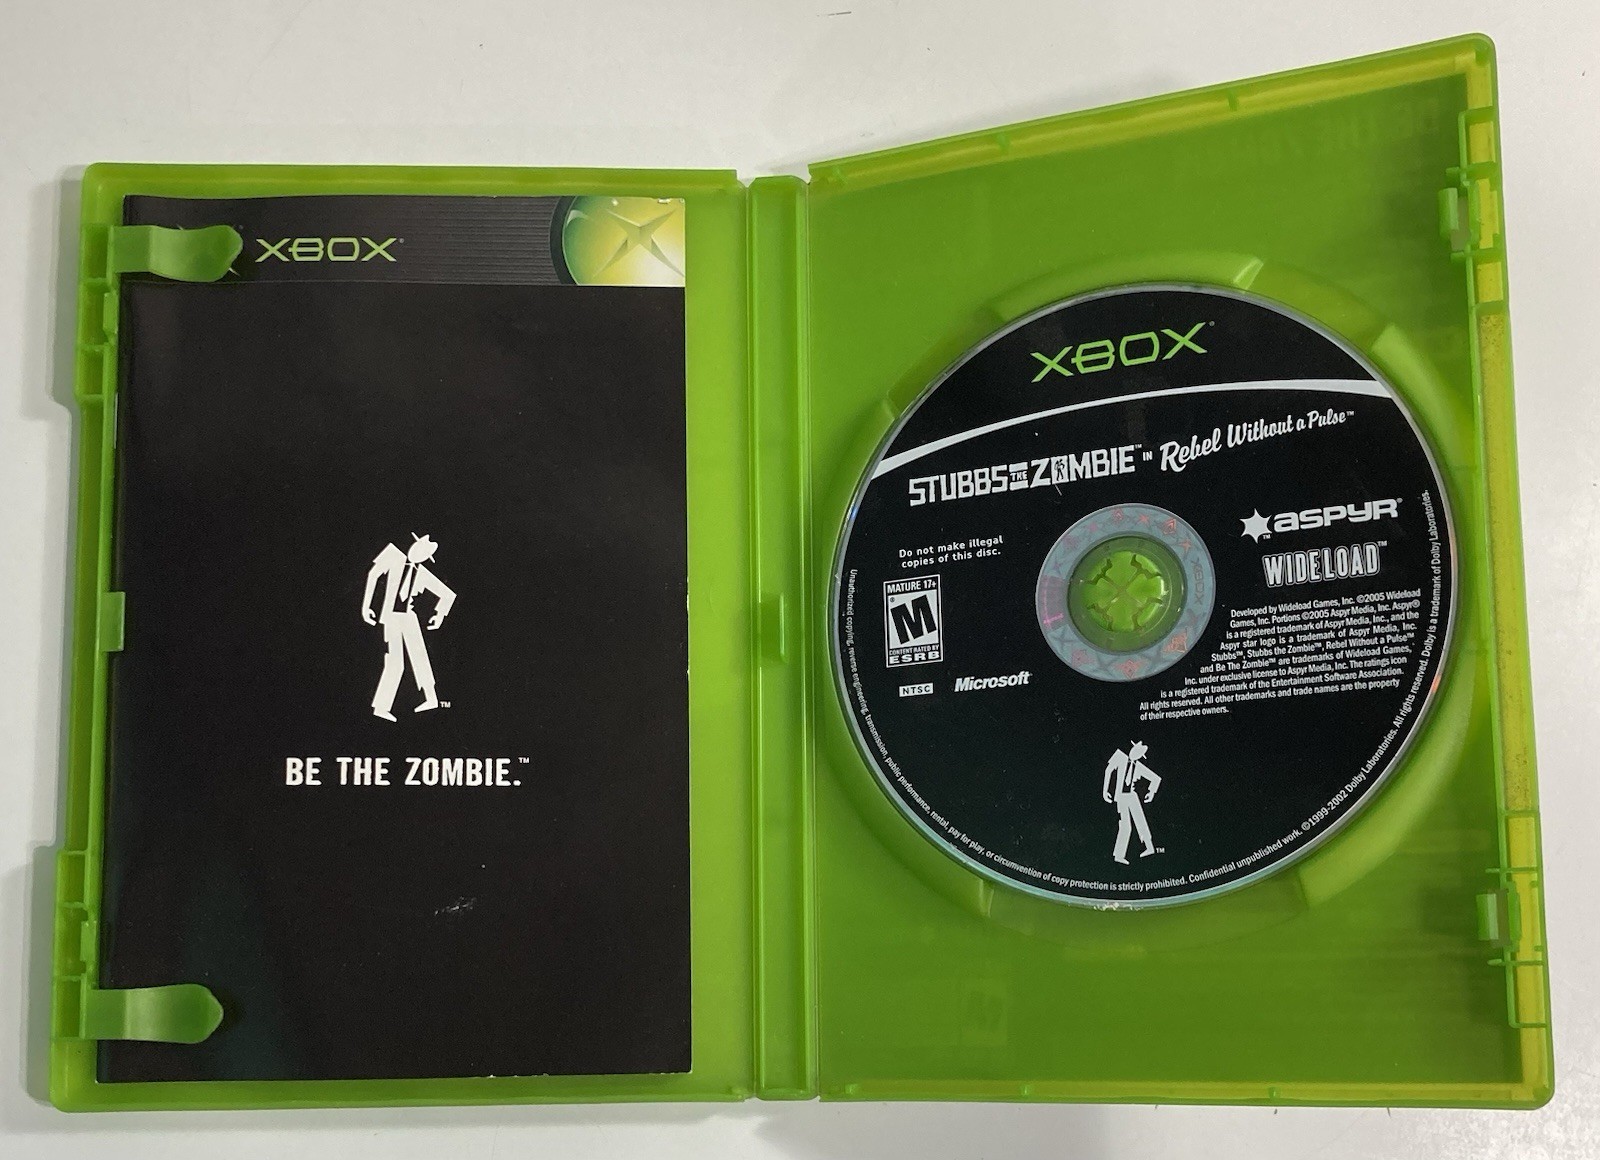 XBOX
BE THE ZOMBIE.™
XBOX
STUBBS THE ZOMBIE™ IN Rebel Without a Pulse™
ASPYR®
™
WIDELOAD™
Do not make illegal
copies of this disc.
MATURE 17+
M
CONTENT RATED BY
ESRB
NTSC
Microsoft
Developed by Wideload Games, Inc. ©2005 Wideload
Games, Inc. Portions ©2005 Aspyr Media, Inc. Aspyr®
is a registered trademark of Aspyr Media, Inc., and the
Aspyr star logo is a trademark of Aspyr Media, Inc.
Stubbs™, Stubbs the Zombie™, Rebel Without a Pulse™
and Be The Zombie™ are trademarks of Wideload Games,
Inc. under exclusive license to Aspyr Media, Inc. The ratings icon
is a registered trademark of the Entertainment Software Association.
All rights reserved. All other trademarks and trade names are the property
of their respective owners.
™
Unauthorized copying, reverse engineering, transmission, public performance, rental, pay for play, or circumvention of copy protection is strictly prohibited. Confidential unpublished work. ©1999-2002 Dolby Laboratories. All rights reserved. Dolby is a trademark of Dolby Laboratories.